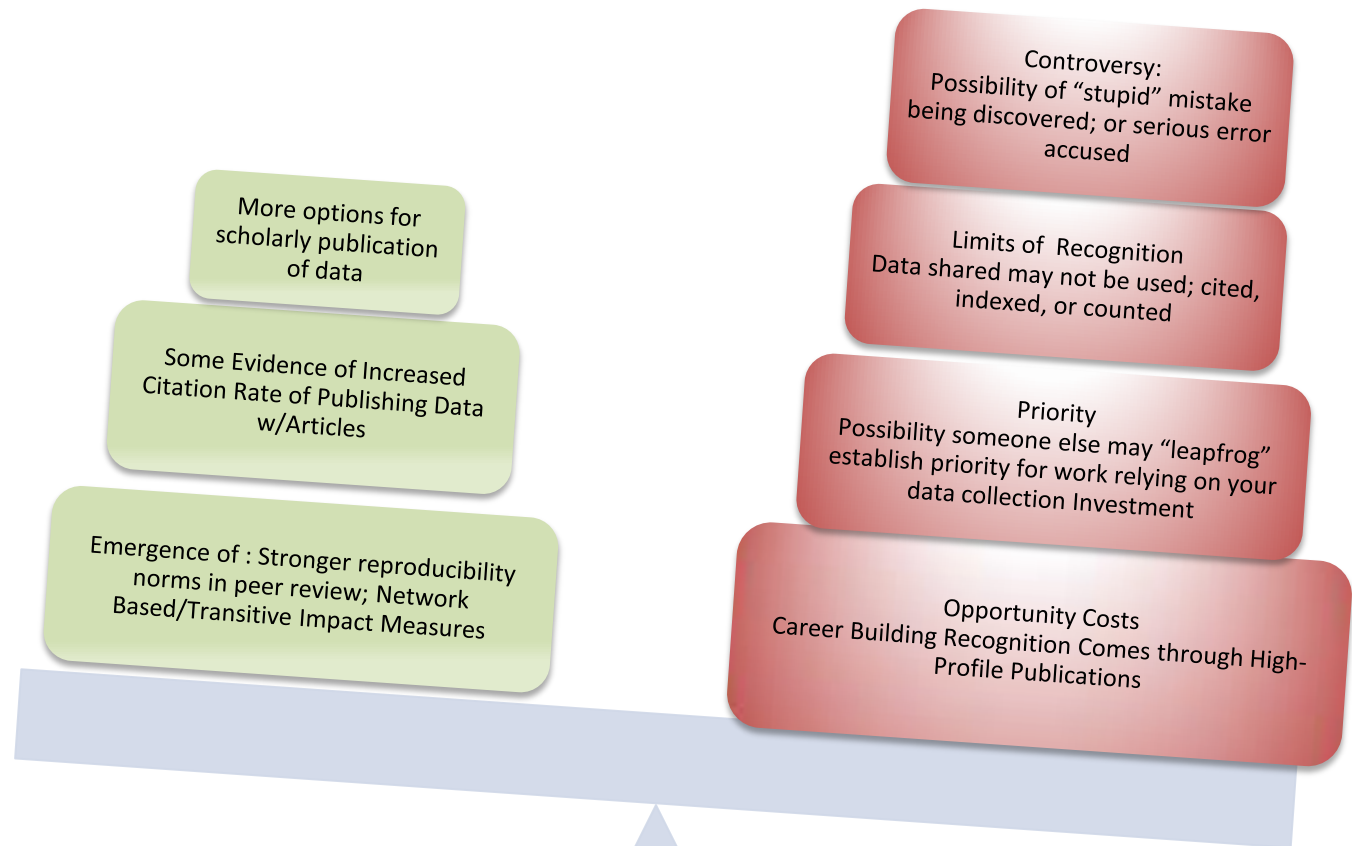 More options for
scholarly publication
of data
Some Evidence of Increased
Citation Rate of Publishing Data
w/Articles
Emergence of : Stronger reproducibility
norms in peer review; Network
Based/Transitive Impact Measures
Controversy:
Possibility of “stupid” mistake
being discovered; or serious error
accused
Limits of  Recognition
Data shared may not be used; cited,
indexed, or counted
Priority
Possibility someone else may “leapfrog”
establish priority for work relying on your
data collection Investment
Opportunity Costs
Career Building Recognition Comes through High-
Profile Publications